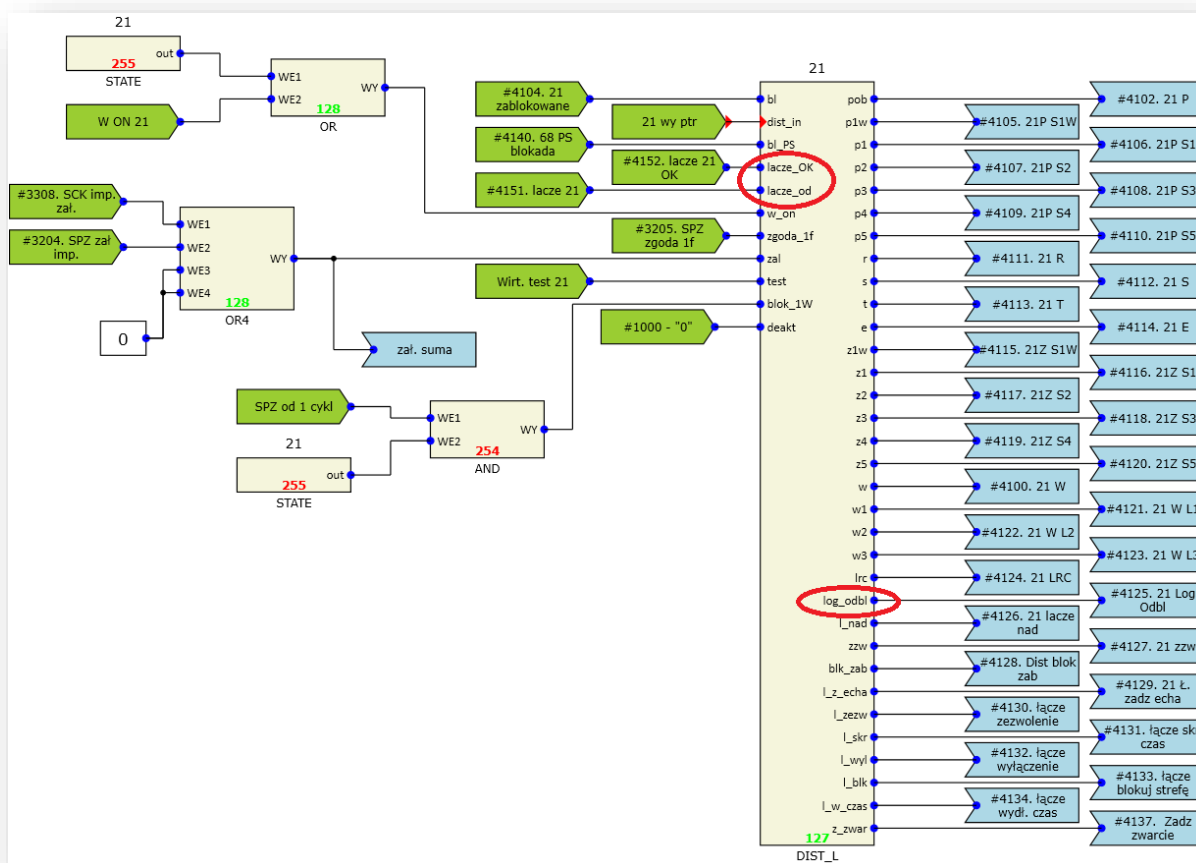 21
out
255
STATE
W ON 21
WE1
WE2
WY
128
OR
#3308. SCK imp.
zał.
#3204. SPZ zał
imp.
WE1
WE2
WE3
WE4
WY
128
OR4
0
zał. suma
SPZ od 1 cykl
21
out
255
STATE
WE1
WE2
WY
254
AND
#4104. 21
zablokowane
21 wy ptr
#4140. 68 PS
blokada
#4152. lacze 21
OK
#4151. lacze 21
#3205. SPZ
zgoda 1f
Wirt. test 21
#1000 - "0"
21
bl
dist_in
bl_PS
lacze_OK
lacze_od
w_on
zgoda_1f
zal
test
blok_1W
deakt
pob
p1w
p1
p2
p3
p4
p5
r
s
t
e
z1w
z1
z2
z3
z4
z5
w
w1
w2
w3
lrc
log_odbl
l_nad
zzw
blk_zab
l_z_echa
l_zezw
l_skr
l_wyl
l_blk
l_w_czas
z_zwar
127
DIST_L
#4102. 21 P
#4105. 21P S1W
#4106. 21P S1
#4107. 21P S2
#4108. 21P S3
#4109. 21P S4
#4110. 21P S5
#4111. 21 R
#4112. 21 S
#4113. 21 T
#4114. 21 E
#4115. 21Z S1W
#4116. 21Z S1
#4117. 21Z S2
#4118. 21Z S3
#4119. 21Z S4
#4120. 21Z S5
#4100. 21 W
#4121. 21 W L1
#4122. 21 W L2
#4123. 21 W L3
#4124. 21 LRC
#4125. 21 Log
Odbl
#4126. 21 lacze
nad
#4127. 21 zzw
#4128. Dist blok
zab
#4129. 21 Ł.
zadz echa
#4130. łącze
zezwolenie
#4131. łącze skr
czas
#4132. łącze
wyłączenie
#4133. łącze
blokuj strefę
#4134. łącze
wydł. czas
#4137. Zadz
zwarcie